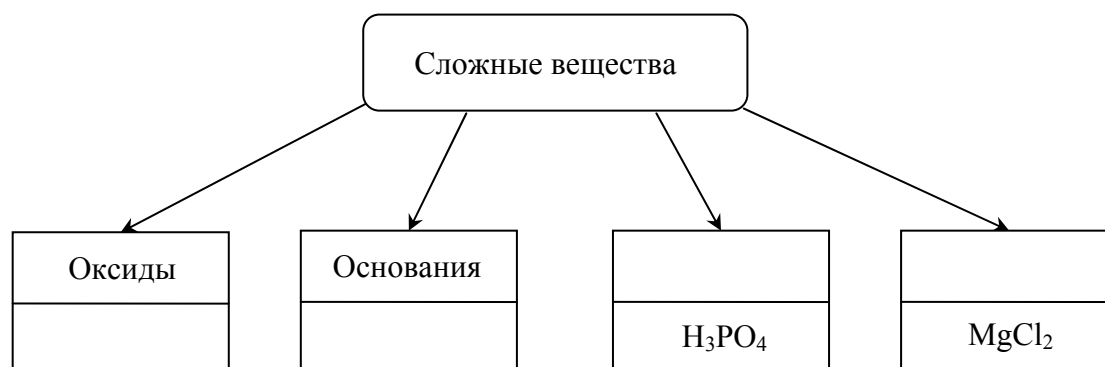 Сложные вещества
Оксиды
Основания
H₃PO₄
MgCl₂